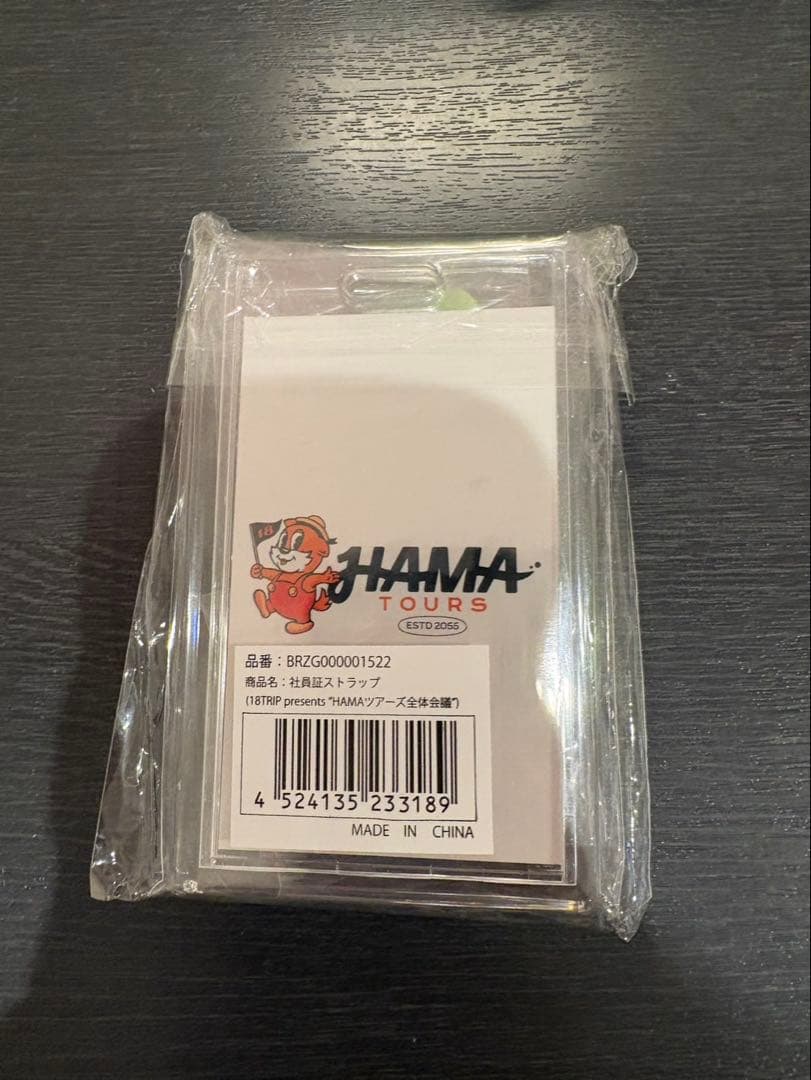 18
HAMA
TOURS
ESTD 2055
品番：BRZG000001522
商品名：社員証ストラップ
(18TRIP presents "HAMAツアーズ全体会議")
4 524135 233189
MADE IN CHINA